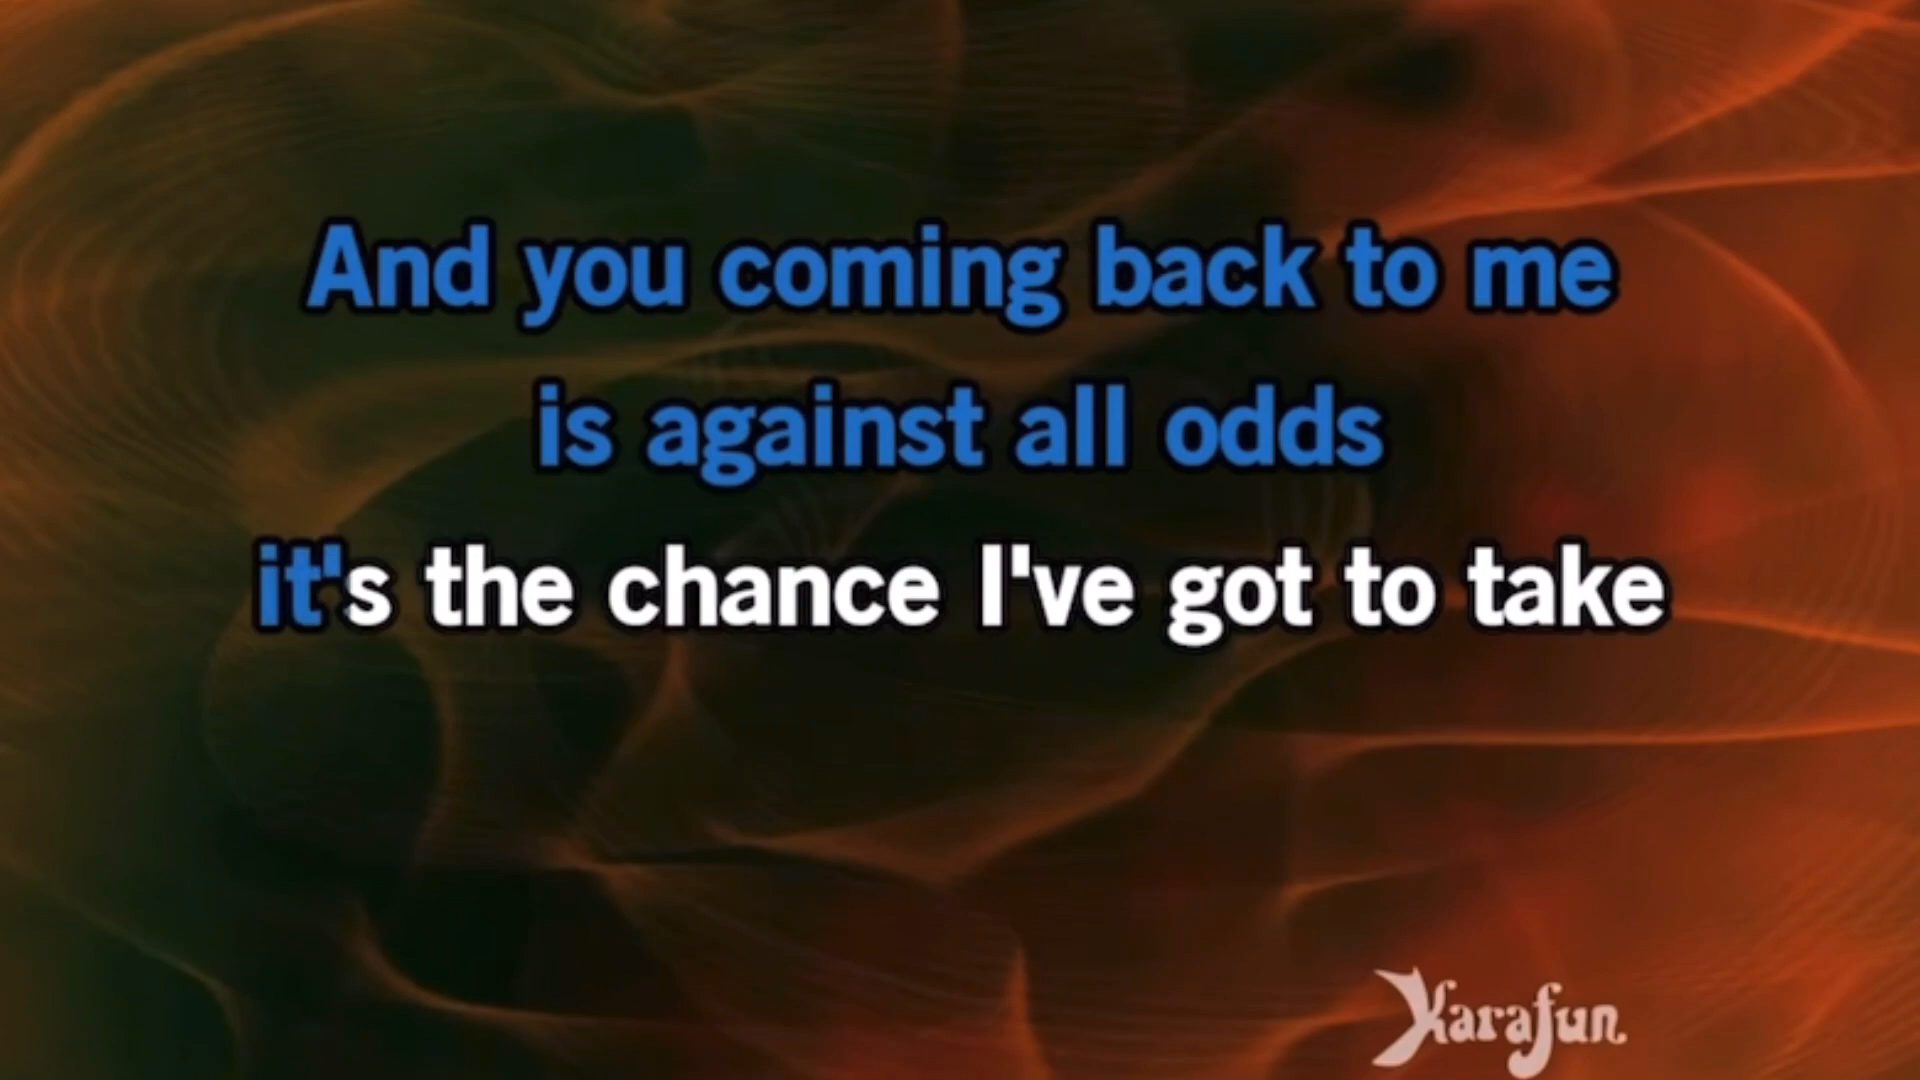 And you coming back to me
is against all odds
it's the chance I've got to take
Karafun